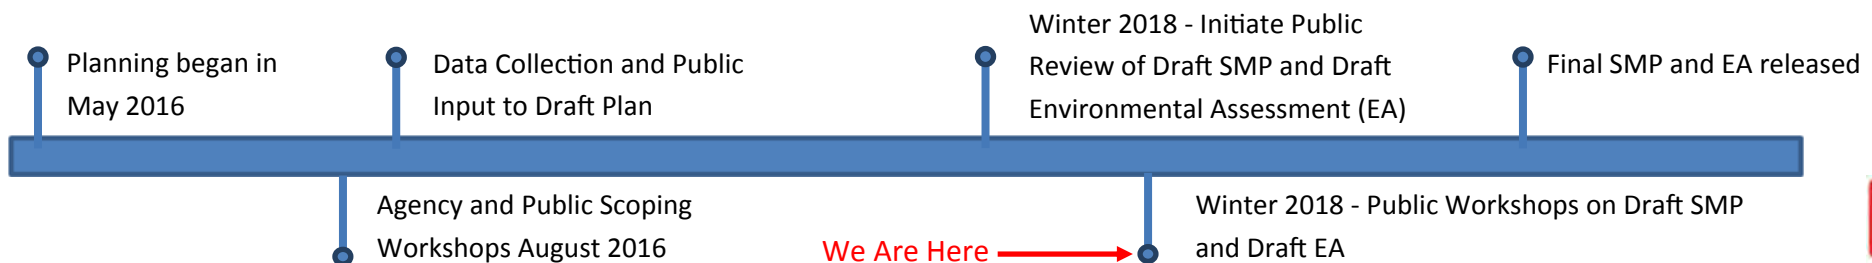 Planning began in
May 2016
Data Collection and Public
Input to Draft Plan
Winter 2018 - Initiate Public
Review of Draft SMP and Draft
Environmental Assessment (EA)
Final SMP and EA released
Agency and Public Scoping
Workshops August 2016
We Are Here
Winter 2018 - Public Workshops on Draft SMP
and Draft EA